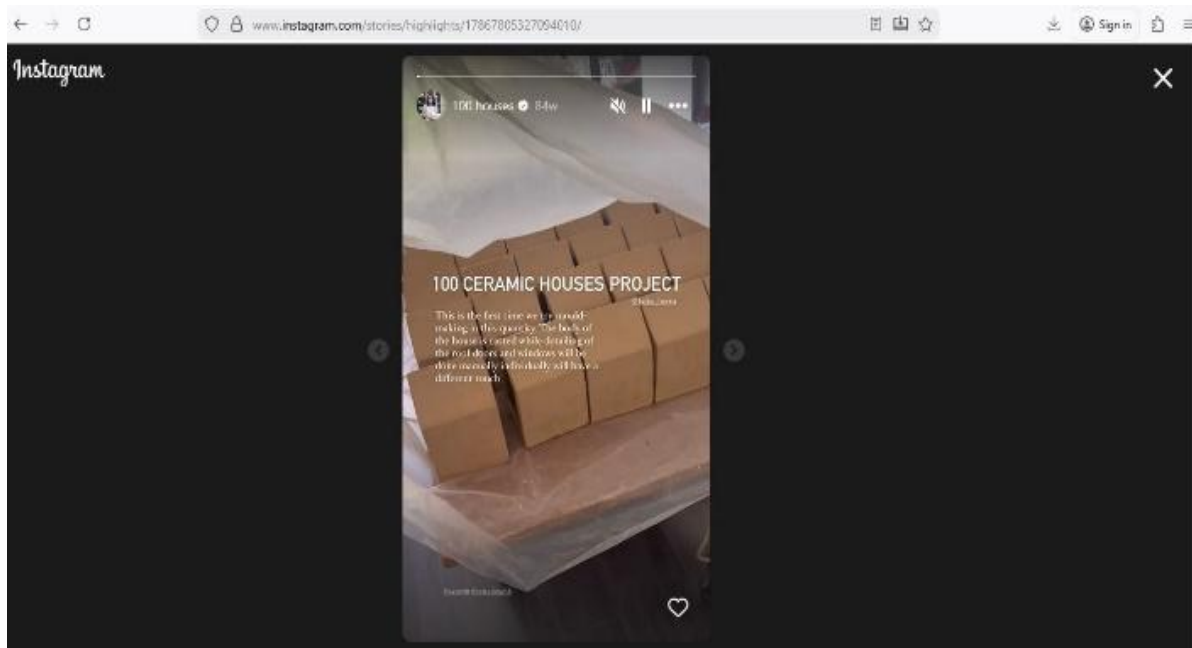 www.instagram.com/stories/highlights/17867805327094010/
Sign in
Instagram
100 houses 84w
100 CERAMIC HOUSES PROJECT
This is the first time we try mould-
making in this quantity. The body of
the house is casted while detailing of
the roof doors and windows will be
done manually individually will have a
different touch